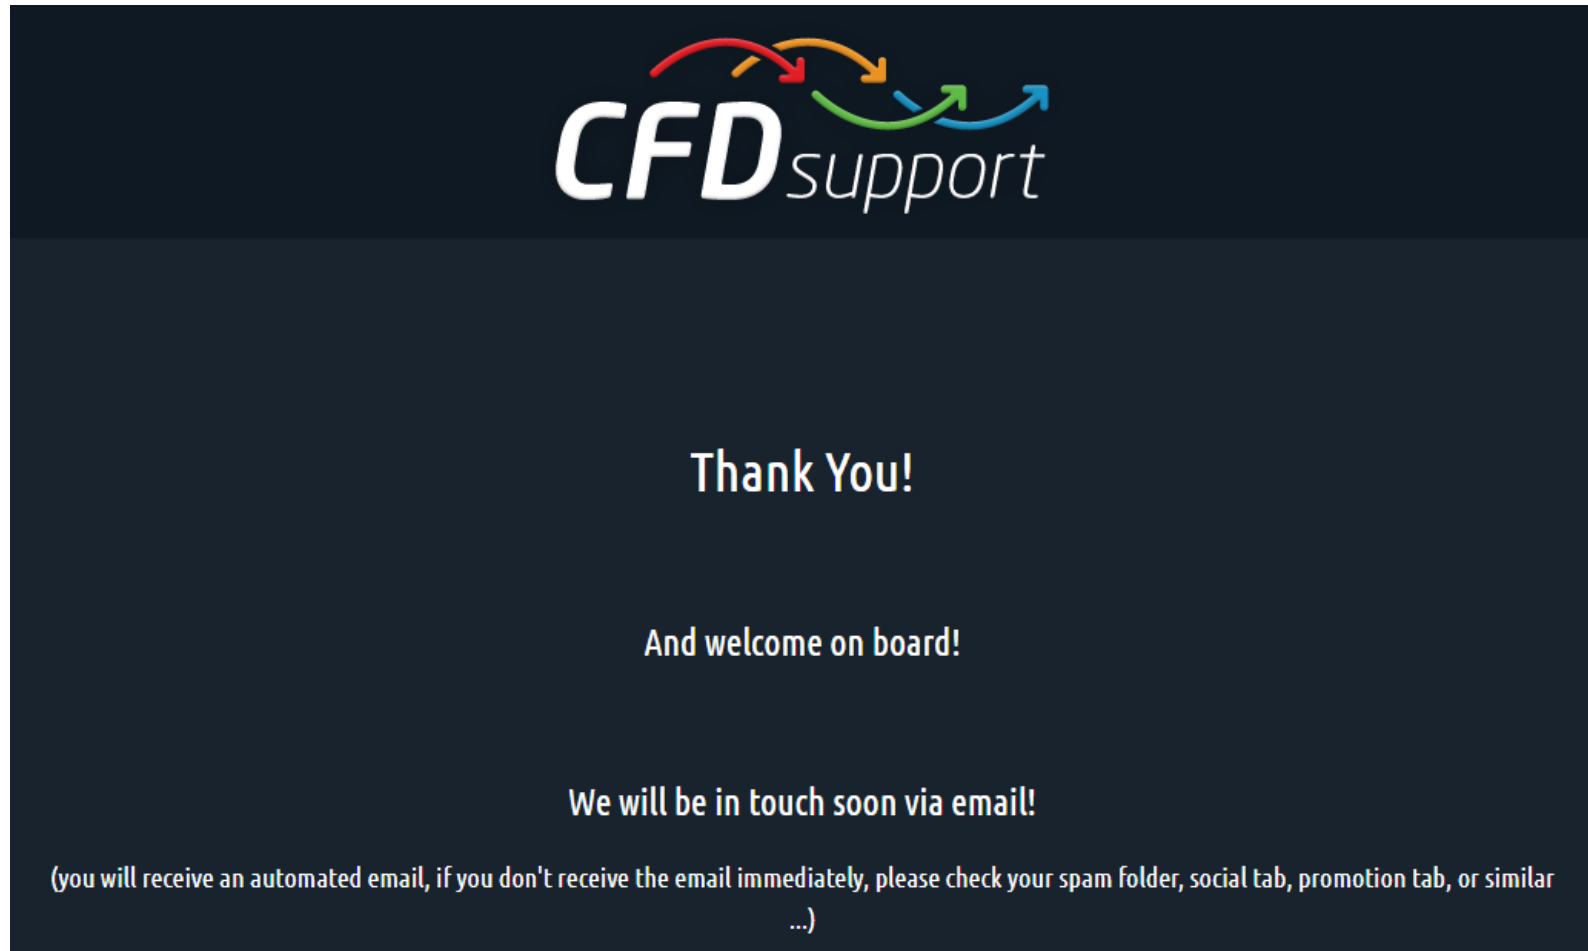 CFDsupport
Thank You!
And welcome on board!
We will be in touch soon via email!
(you will receive an automated email, if you don't receive the email immediately, please check your spam folder, social tab, promotion tab, or similar
...)